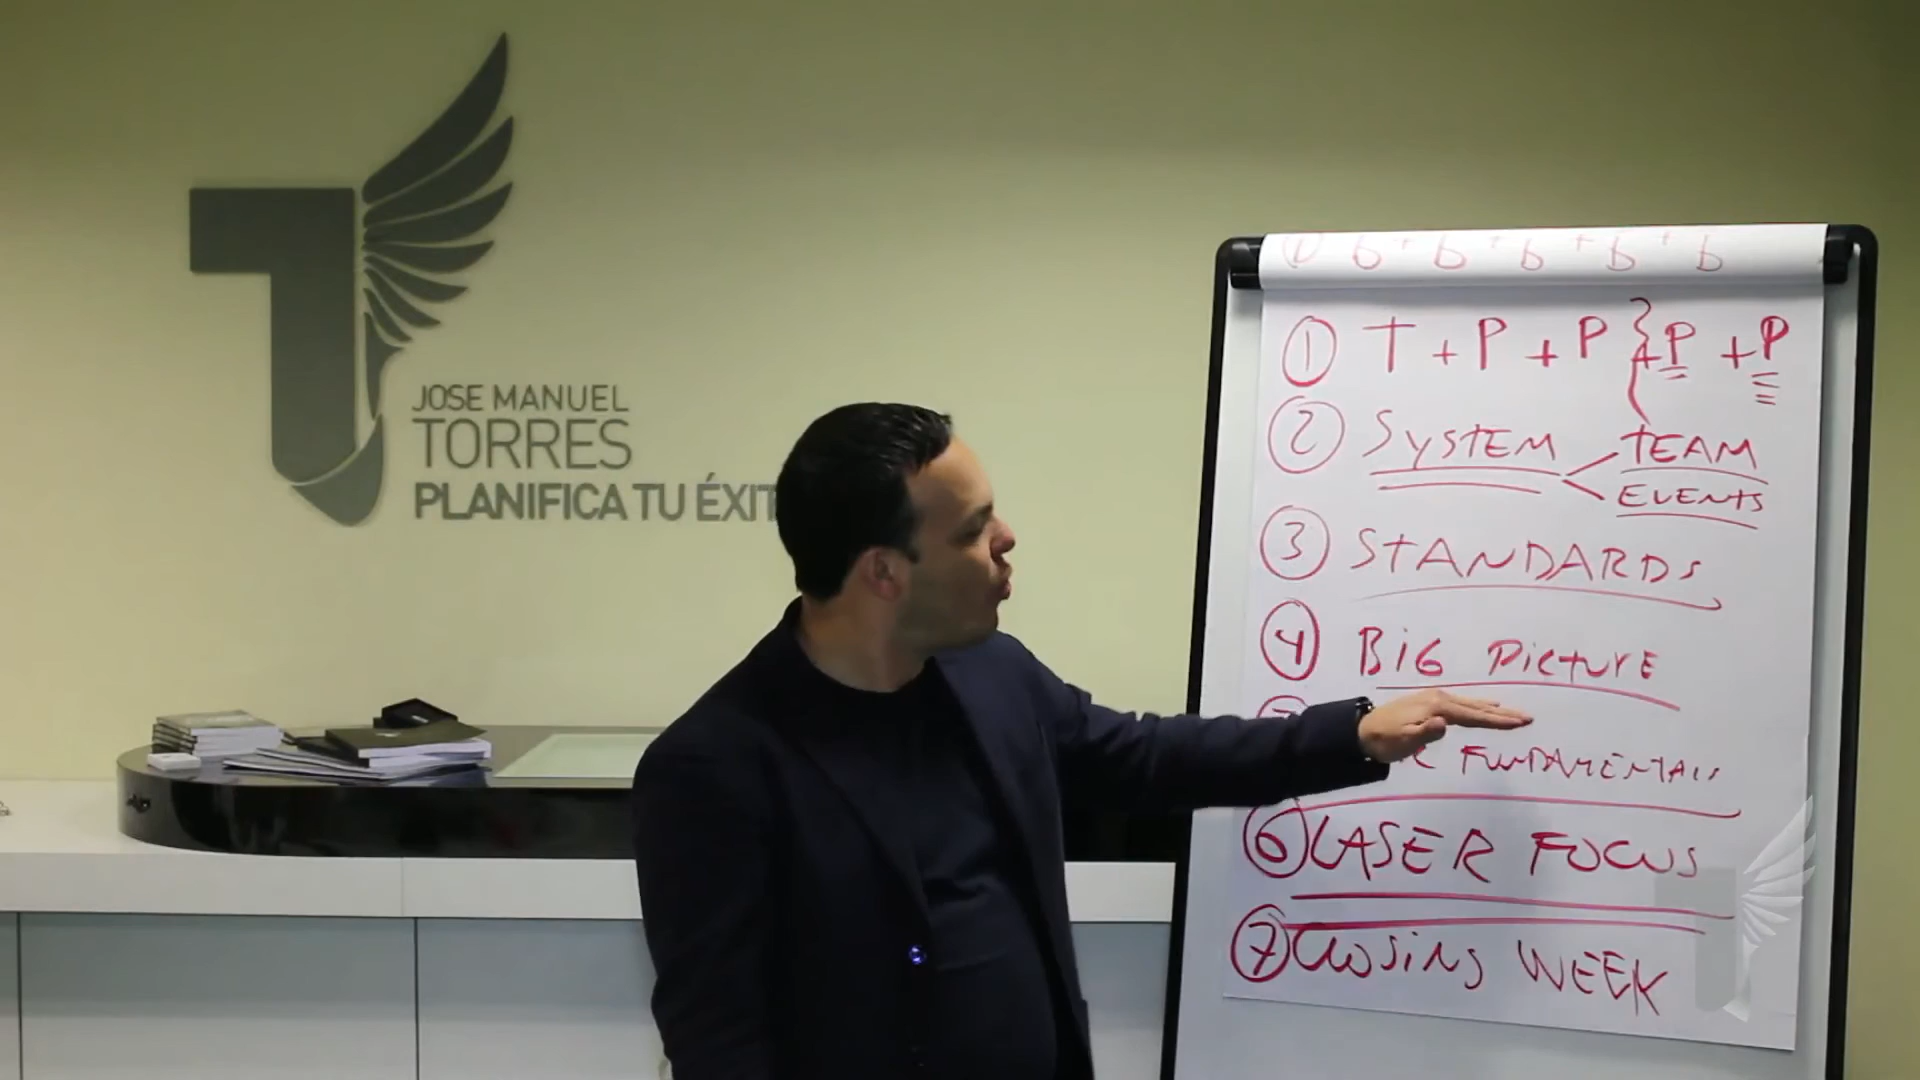 JOSE MANUEL
TORRES
PLANIFICA TU ÉXIT
① T + P + P } + P + P
② SYSTEM < TEAM
EVENTS
③ STANDARDS
④ BiG PicTURE
FUNDAMENTALS
⑥ LASER FOCUS
⑦ CLOSiNG WEEK